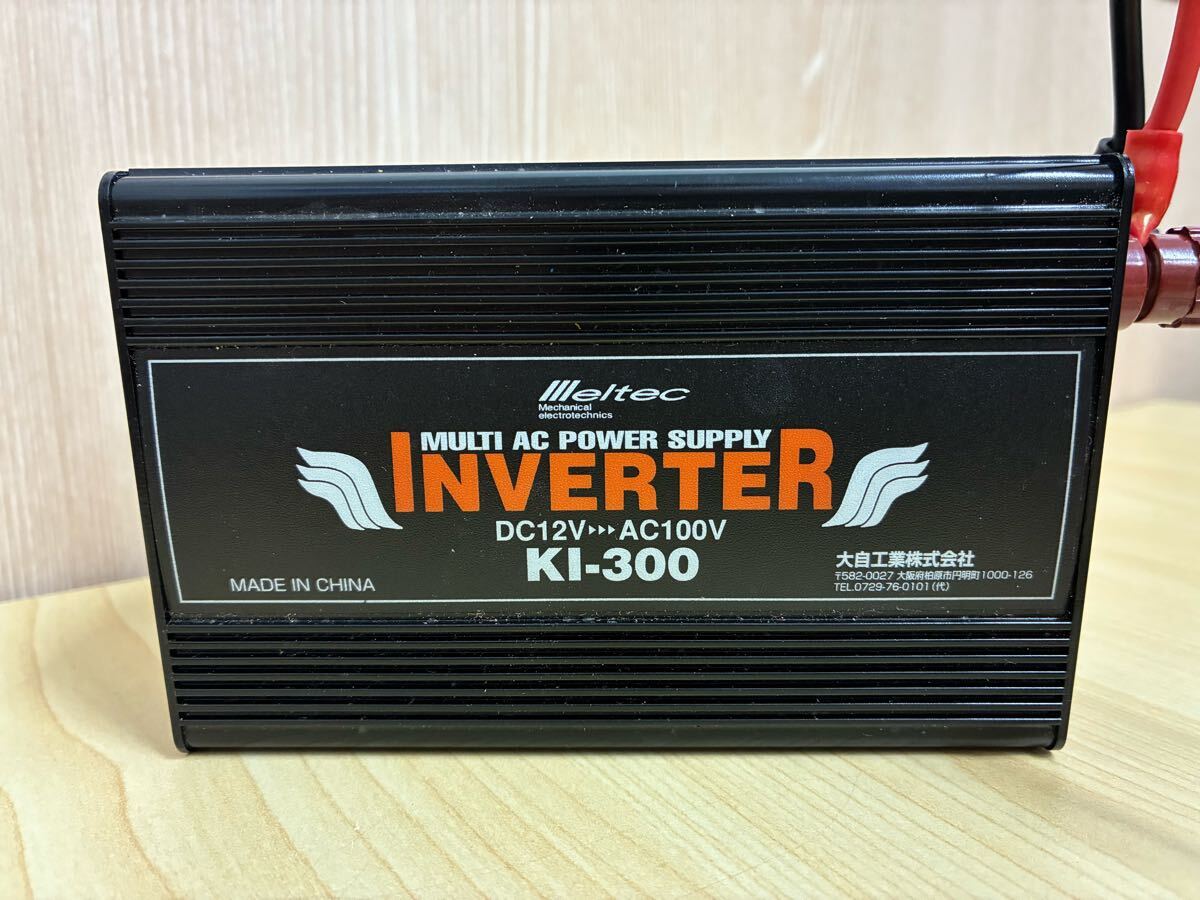 Meltec
Mechanical
electrotechnics
MULTI AC POWER SUPPLY
INVERTER
DC12V▸▸▸AC100V
KI-300
MADE IN CHINA
大自工業株式会社
〒582-0027 大阪府柏原市円明町1000-126
TEL.0729-76-0101(代)